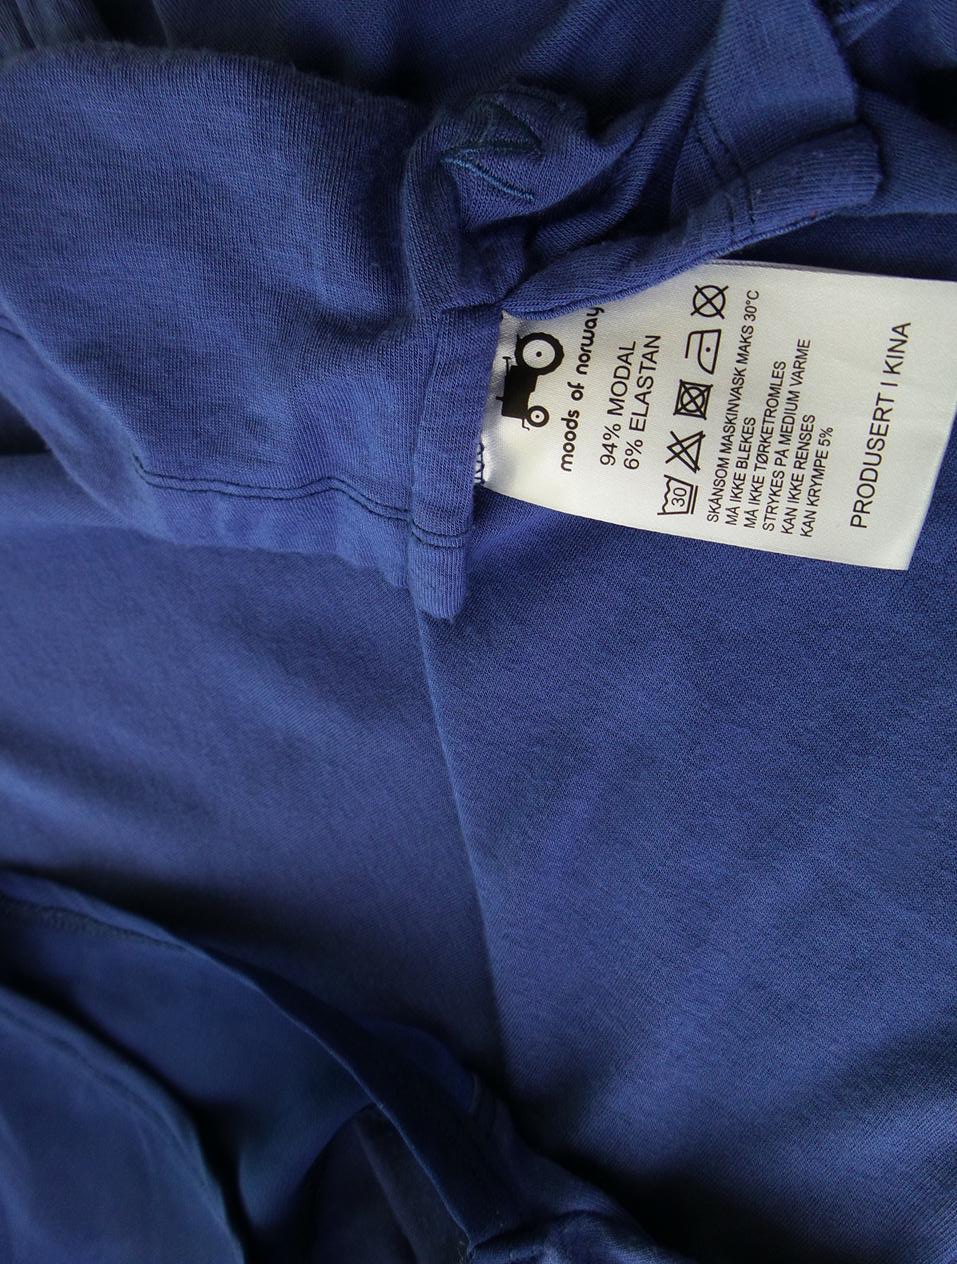 moods of norway
94% MODAL
6% ELASTAN
30
SKÅNSOM MASKINVASK MAKS 30°C
MÅ IKKE BLEKES
MÅ IKKE TØRKETROMLES
STRYKES PÅ MEDIUM VARME
KAN IKKE RENSES
KAN KRYMPE 5%
PRODUSERT I KINA